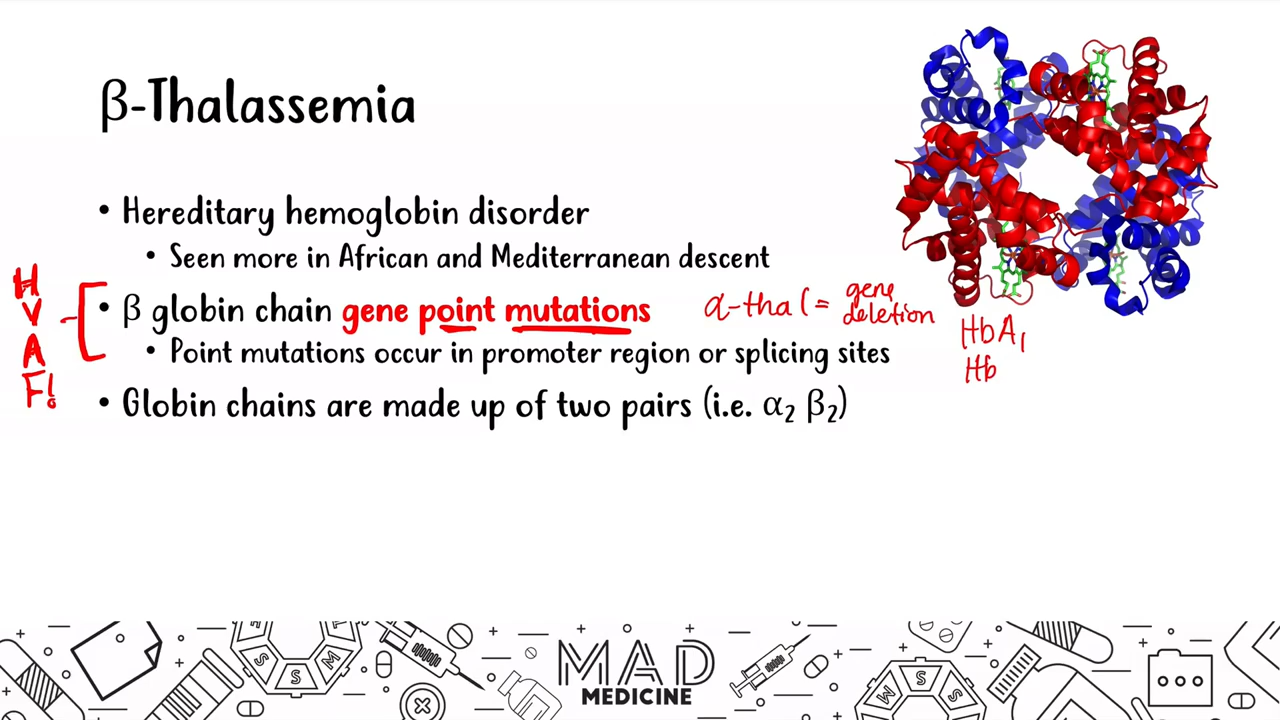 β-Thalassemia
• Hereditary hemoglobin disorder
• Seen more in African and Mediterranean descent
H
V
A
F!
• β globin chain gene point mutations
α-thal = gene deletion
• Point mutations occur in promoter region or splicing sites
HbA₁
Hb
• Globin chains are made up of two pairs (i.e. α₂ β₂)
S
S
M
MAD
MEDICINE
M
S
S